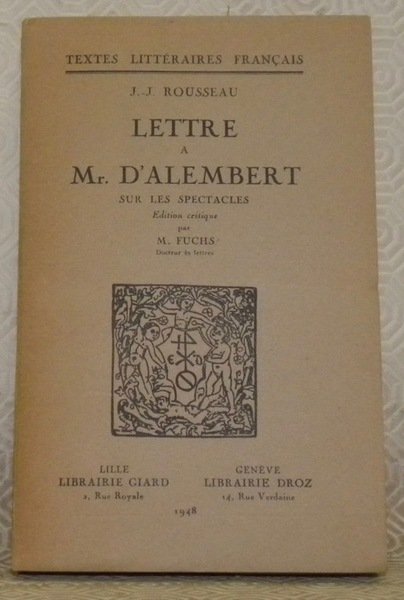 TEXTES LITTÉRAIRES FRANÇAIS
J.-J. ROUSSEAU
LETTRE
A
Mr. D'ALEMBERT
SUR LES SPECTACLES
Edition critique
par
M. FUCHS
Docteur ès lettres
E D
LILLE
LIBRAIRIE GIARD
2, Rue Royale
GENÈVE
LIBRAIRIE DROZ
14, Rue Verdaine
1948